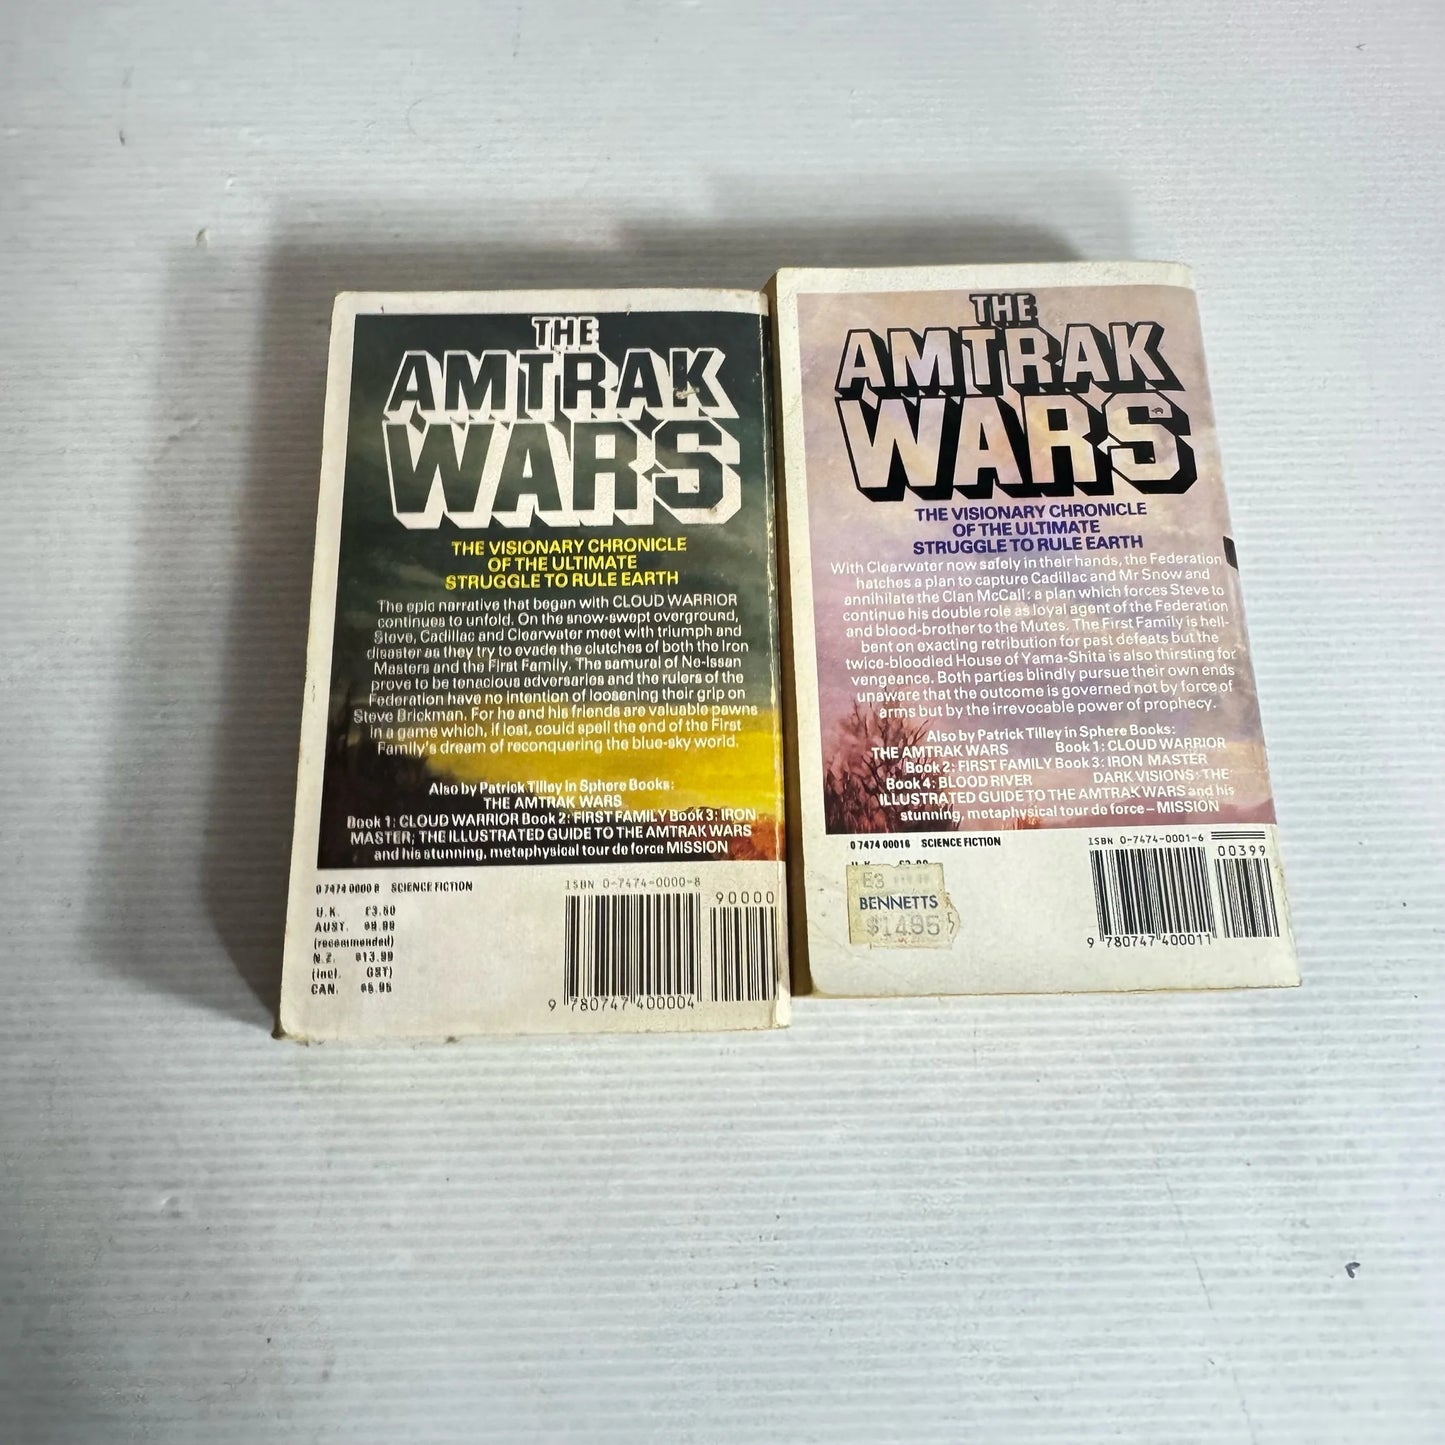 THE
AMTRAK
WARS
THE VISIONARY CHRONICLE
OF THE ULTIMATE
STRUGGLE TO RULE EARTH
The epic narrative that began with CLOUD WARRIOR
continues to unfold. On the snow-swept overground,
Steve, Cadillac and Clearwater meet with triumph and
disaster as they try to evade the clutches of both the Iron
Masters and the First Family. The samurai of Ne-Issan
prove to be tenacious adversaries and the rulers of the
Federation have no intention of loosening their grip on
Steve Brickman. For he and his friends are valuable pawns
in a game which, if lost, could spell the end of the First
Family's dream of reconquering the blue-sky world.
Also by Patrick Tilley in Sphere Books:
THE AMTRAK WARS
Book 1: CLOUD WARRIOR Book 2: FIRST FAMILY Book 3: IRON
MASTER; THE ILLUSTRATED GUIDE TO THE AMTRAK WARS
and his stunning, metaphysical tour de force MISSION
0 7474 0000 8 SCIENCE FICTION
ISBN 0-7474-0000-8
90000
U.K. £3.50
AUST. $9.99
(recommended)
N.Z. $13.99
(incl. GST)
CAN. $5.95
9 780747 400004
THE
AMTRAK
WARS
THE VISIONARY CHRONICLE
OF THE ULTIMATE
STRUGGLE TO RULE EARTH
With Clearwater now safely in their hands, the Federation
hatches a plan to capture Cadillac and Mr Snow and
annihilate the Clan McCall: a plan which forces Steve to
continue his double role as loyal agent of the Federation
and blood-brother to the Mutes. The First Family is hell-
bent on exacting retribution for past defeats but the
twice-bloodied House of Yama-Shita is also thirsting for
vengeance. Both parties blindly pursue their own ends
unaware that the outcome is governed not by force of
arms but by the irrevocable power of prophecy.
Also by Patrick Tilley in Sphere Books:
THE AMTRAK WARS Book 1: CLOUD WARRIOR
Book 2: FIRST FAMILY Book 3: IRON MASTER
Book 4: BLOOD RIVER DARK VISIONS: THE
ILLUSTRATED GUIDE TO THE AMTRAK WARS and his
stunning, metaphysical tour de force – MISSION
0 7474 0001 6 SCIENCE FICTION
ISBN 0-7474-0001-6
00399
U.K.
E3
BENNETTS
$14.95
9 780747 400011